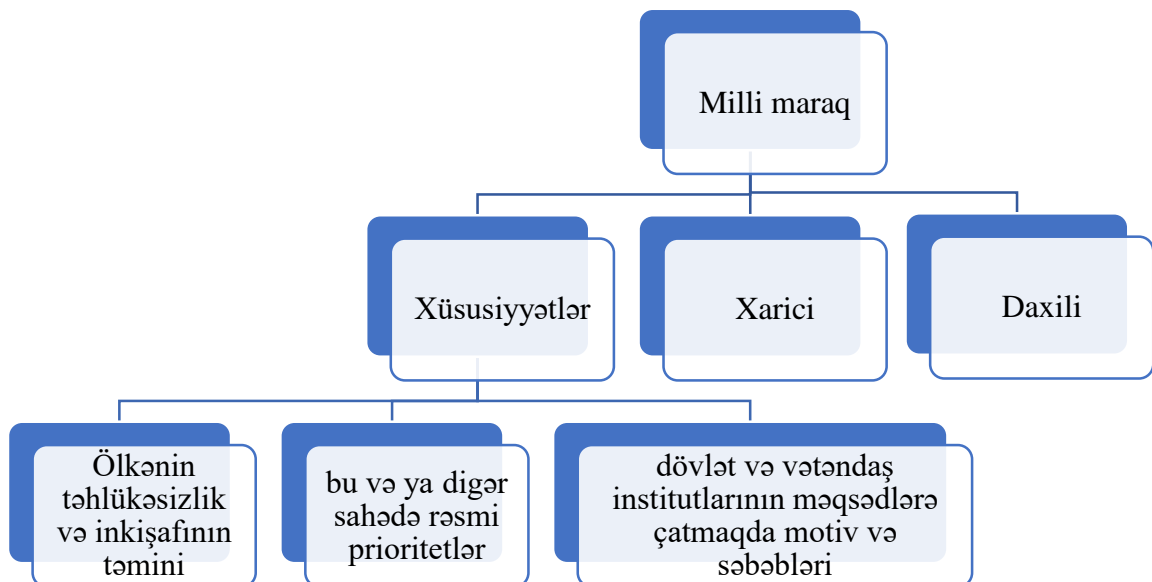 Milli maraq
Xüsusiyyətlər
Xarici
Daxili
Ölkənin
təhlükəsizlik
və inkişafının
təmini
bu və ya digər
sahədə rəsmi
prioritetlər
dövlət və vətəndaş
institutlarının məqsədlərə
çatmaqda motiv və
səbəbləri